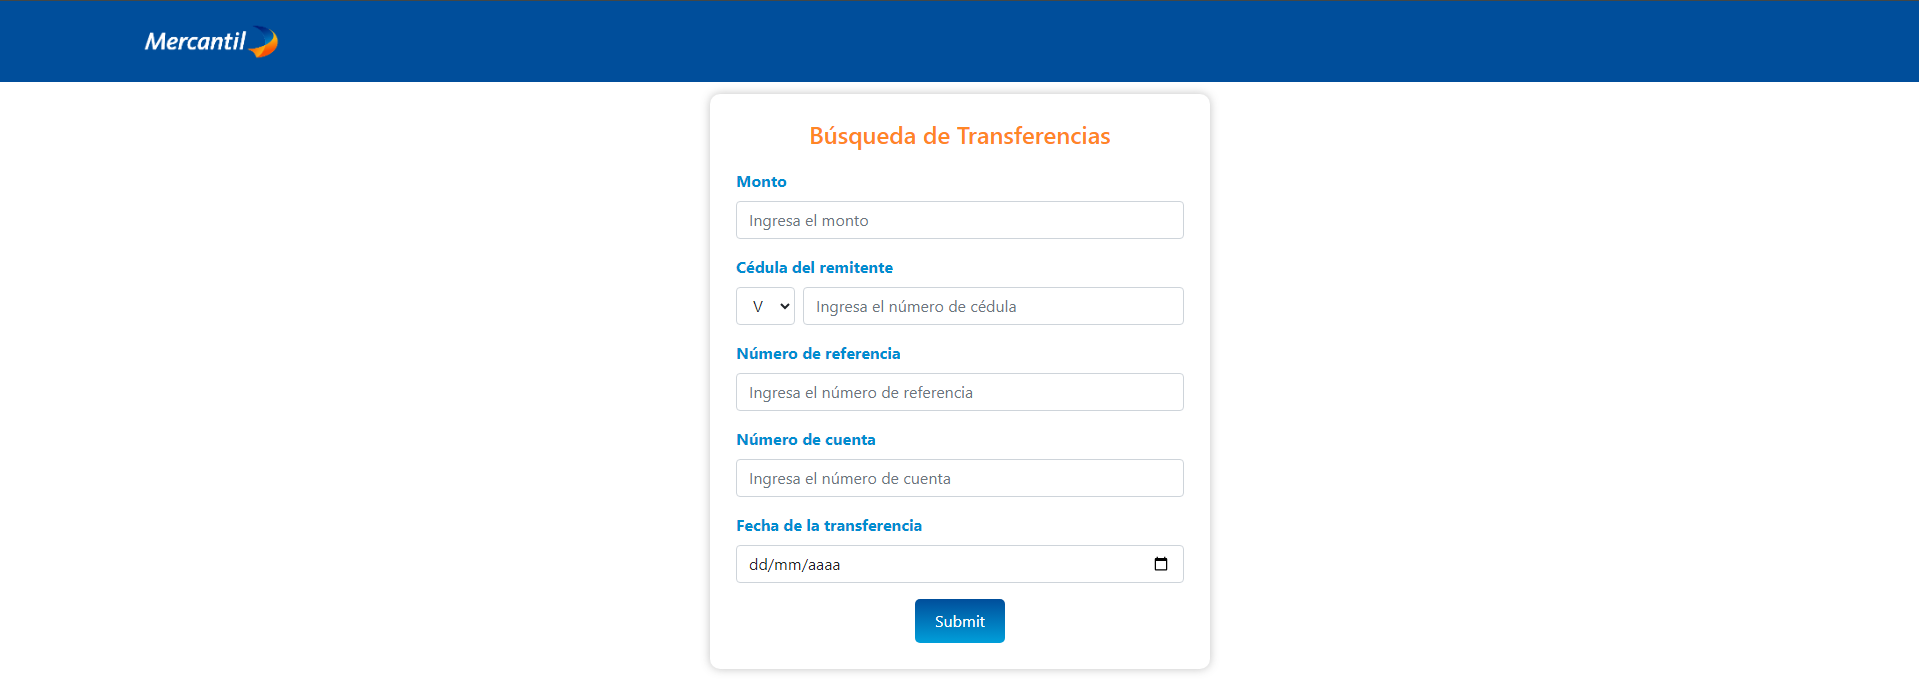 Mercantil
Búsqueda de Transferencias
Monto
Ingresa el monto
Cédula del remitente
V Ingresa el número de cédula
Número de referencia
Ingresa el número de referencia
Número de cuenta
Ingresa el número de cuenta
Fecha de la transferencia
dd/mm/aaaa
Submit